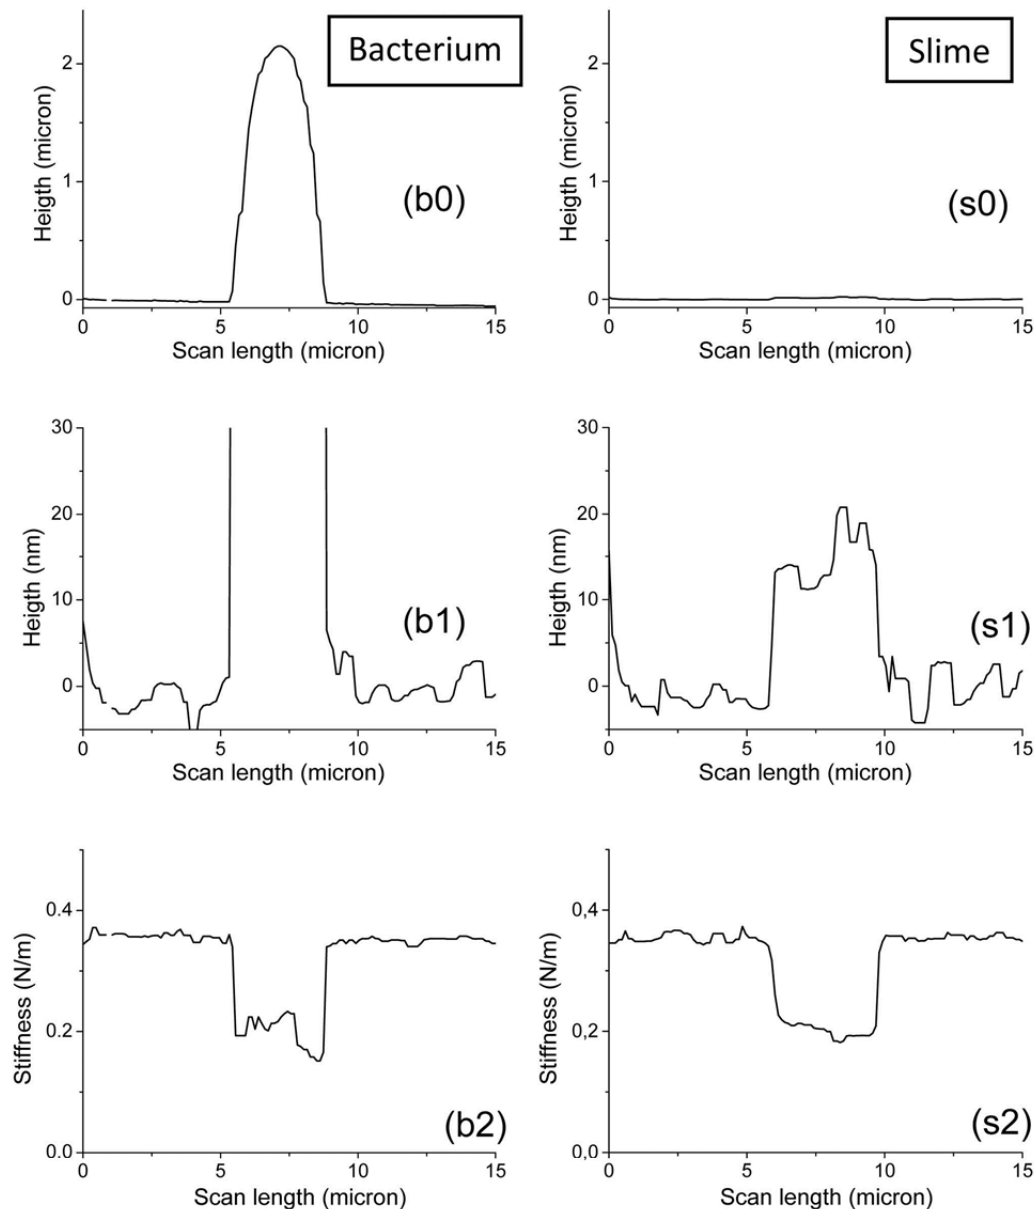 Bacterium
Heigth (micron)
2
1
0
(b0)
0
5
10
15
Scan length (micron)
Slime
Heigth (micron)
2
1
0
(s0)
0
5
10
15
Scan length (micron)
Heigth (nm)
30
20
10
0
(b1)
0
5
10
15
Scan length (micron)
Heigth (nm)
30
20
10
0
(s1)
0
5
10
15
Scan length (micron)
Stiffness (N/m)
0.4
0.2
0.0
(b2)
0
5
10
15
Scan length (micron)
Stiffness (N/m)
0,4
0,2
0,0
(s2)
0
5
10
15
Scan length (micron)